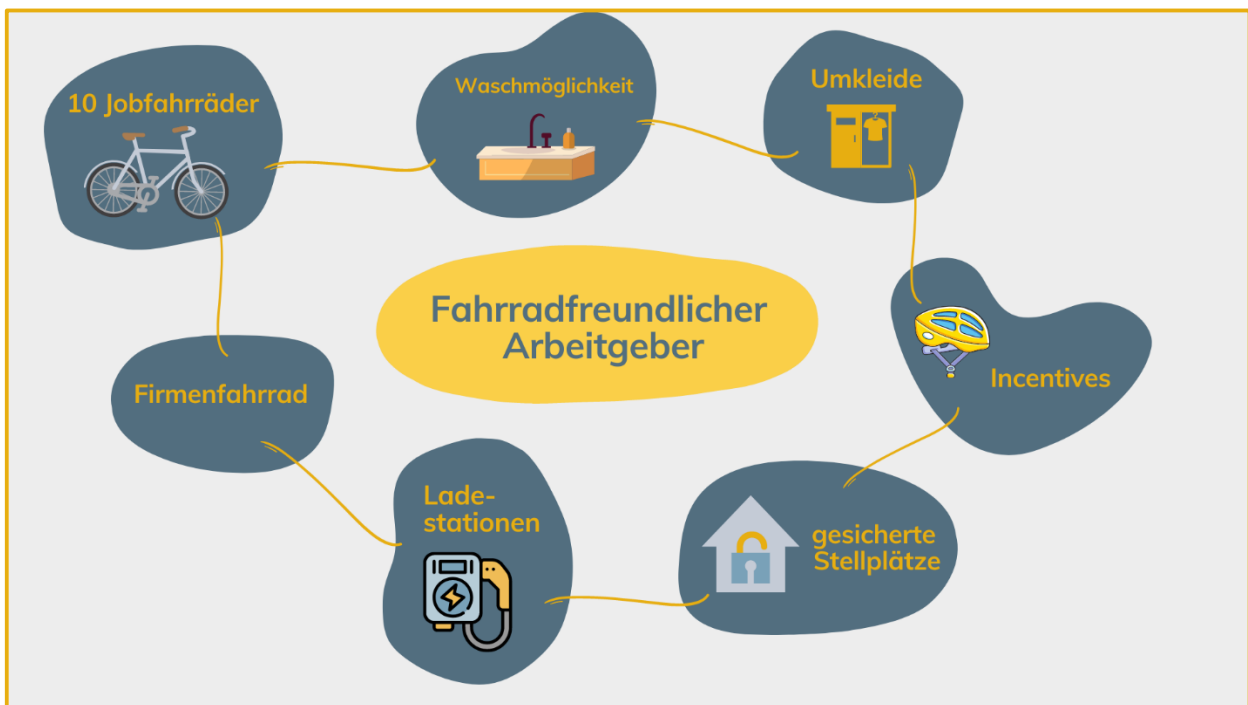 10 Jobfahrräder
Waschmöglichkeit
Umkleide
Fahrradfreundlicher
Arbeitgeber
Incentives
Firmenfahrrad
Lade-
stationen
gesicherte
Stellplätze